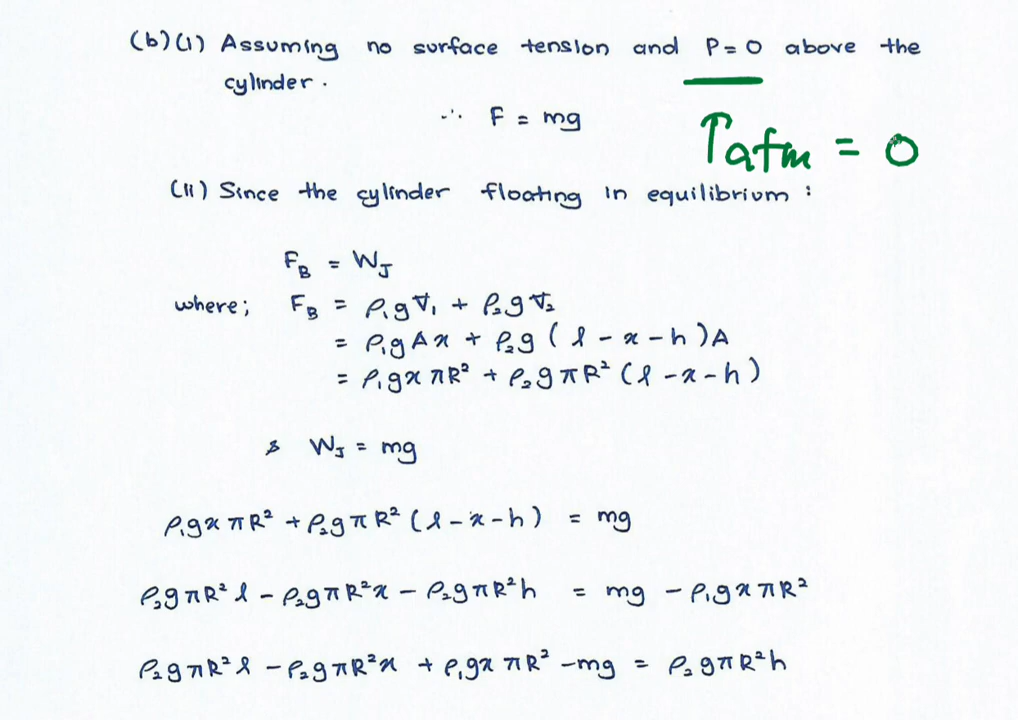 (b)(i) Assuming no surface tension and P = 0 above the
cylinder.
∴ F = mg
Patm = 0
(ii) Since the cylinder floating in equilibrium :
F_B = W_J
where; F_B = ρ₁g∀₁ + ρ₂g∀₂
= ρ₁gAx + ρ₂g (l - x - h)A
= ρ₁gxπR² + ρ₂gπR² (l - x - h)
& W_J = mg
ρ₁gxπR² + ρ₂gπR² (l - x - h) = mg
ρ₂gπR²l - ρ₂gπR²x - ρ₂gπR²h = mg - ρ₁gxπR²
ρ₂gπR²l - ρ₂gπR²x + ρ₁gxπR² - mg = ρ₂gπR²h